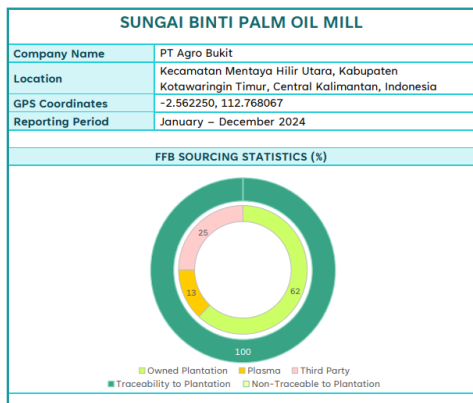 SUNGAI BINTI PALM OIL MILL
Company Name PT Agro Bukit
Location Kecamatan Mentaya Hilir Utara, Kabupaten
Kotawaringin Timur, Central Kalimantan, Indonesia
GPS Coordinates -2.562250, 112.768067
Reporting Period January – December 2024
FFB SOURCING STATISTICS (%)
25
13
62
100
Owned Plantation Plasma Third Party
Traceability to Plantation Non-Traceable to Plantation